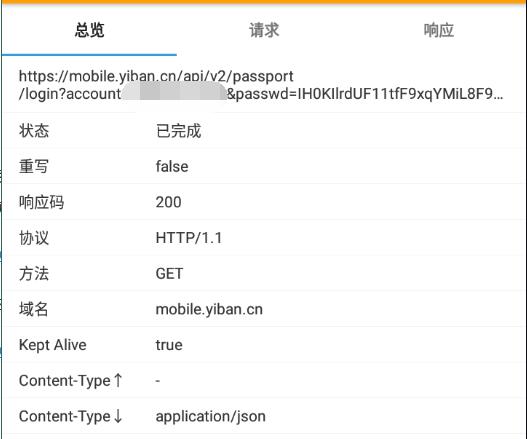 总览 请求 响应
https://mobile.yiban.cn/api/v2/passport
/login?account &passwd=IH0KIlrdUF11tfF9xqYMiL8F9...
状态 已完成
重写 false
响应码 200
协议 HTTP/1.1
方法 GET
域名 mobile.yiban.cn
Kept Alive true
Content-Type↑ -
Content-Type↓ application/json